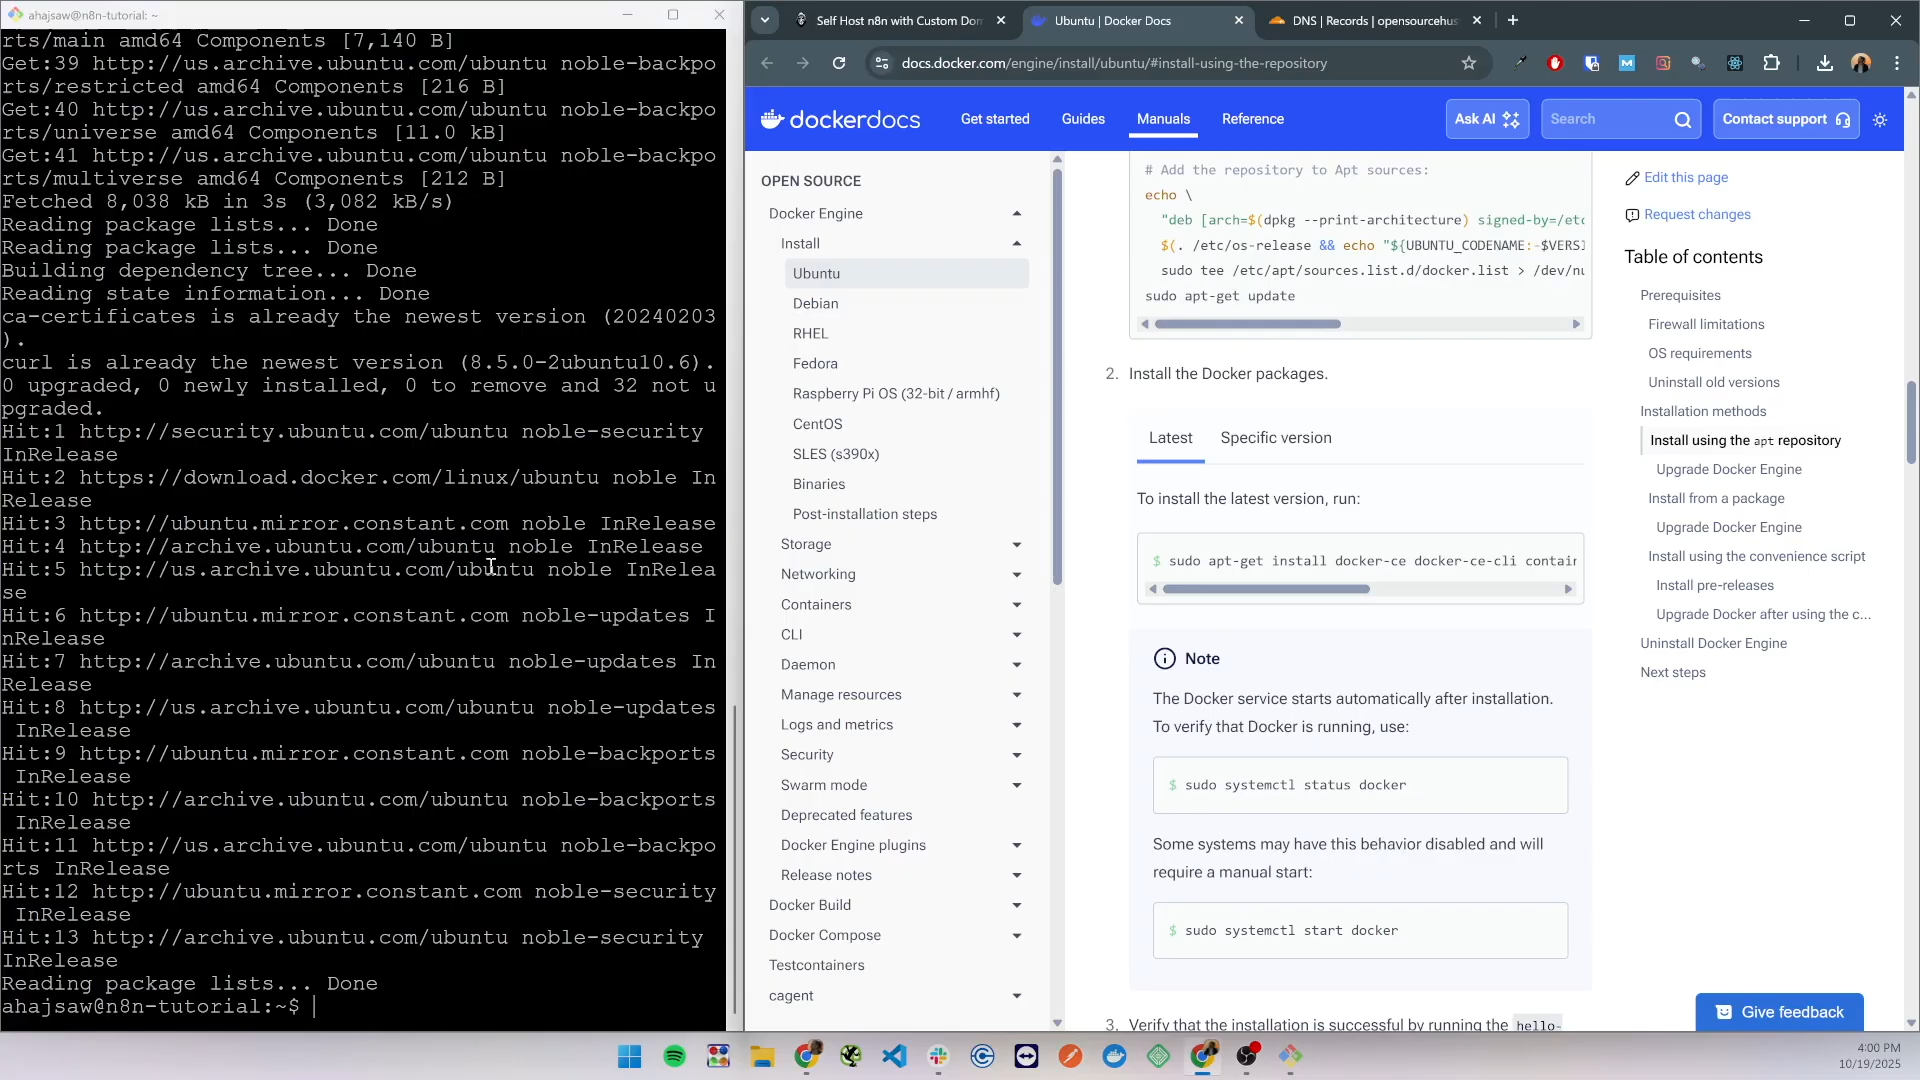 ahajsaw@n8n-tutorial: ~
rts/main amd64 Components [7,140 B]
Get:39 http://us.archive.ubuntu.com/ubuntu noble-backpo
rts/restricted amd64 Components [216 B]
Get:40 http://us.archive.ubuntu.com/ubuntu noble-backpo
rts/universe amd64 Components [11.0 kB]
Get:41 http://us.archive.ubuntu.com/ubuntu noble-backpo
rts/multiverse amd64 Components [212 B]
Fetched 8,038 kB in 3s (3,082 kB/s)
Reading package lists... Done
Reading package lists... Done
Building dependency tree... Done
Reading state information... Done
ca-certificates is already the newest version (20240203
).
curl is already the newest version (8.5.0-2ubuntu10.6).
0 upgraded, 0 newly installed, 0 to remove and 32 not u
pgraded.
Hit:1 http://security.ubuntu.com/ubuntu noble-security
InRelease
Hit:2 https://download.docker.com/linux/ubuntu noble In
Release
Hit:3 http://ubuntu.mirror.constant.com noble InRelease
Hit:4 http://archive.ubuntu.com/ubuntu noble InRelease
Hit:5 http://us.archive.ubuntu.com/ubuntu noble InRelea
se
Hit:6 http://ubuntu.mirror.constant.com noble-updates I
nRelease
Hit:7 http://archive.ubuntu.com/ubuntu noble-updates In
Release
Hit:8 http://us.archive.ubuntu.com/ubuntu noble-updates
InRelease
Hit:9 http://ubuntu.mirror.constant.com noble-backports
InRelease
Hit:10 http://archive.ubuntu.com/ubuntu noble-backports
InRelease
Hit:11 http://us.archive.ubuntu.com/ubuntu noble-backpo
rts InRelease
Hit:12 http://ubuntu.mirror.constant.com noble-security
InRelease
Hit:13 http://archive.ubuntu.com/ubuntu noble-security
InRelease
Reading package lists... Done
ahajsaw@n8n-tutorial:~$
Self Host n8n with Custom Dom
Ubuntu | Docker Docs
DNS | Records | opensourcehus
docs.docker.com/engine/install/ubuntu/#install-using-the-repository
dockerdocs
Get started
Guides
Manuals
Reference
Ask AI
Search
Contact support
OPEN SOURCE
Docker Engine
Install
Ubuntu
Debian
RHEL
Fedora
Raspberry Pi OS (32-bit / armhf)
CentOS
SLES (s390x)
Binaries
Post-installation steps
Storage
Networking
Containers
CLI
Daemon
Manage resources
Logs and metrics
Security
Swarm mode
Deprecated features
Docker Engine plugins
Release notes
Docker Build
Docker Compose
Testcontainers
cagent
# Add the repository to Apt sources:
echo \
"deb [arch=$(dpkg --print-architecture) signed-by=/etc
$(. /etc/os-release && echo "${UBUNTU_CODENAME:-$VERSI
sudo tee /etc/apt/sources.list.d/docker.list > /dev/nu
sudo apt-get update
2. Install the Docker packages.
Latest
Specific version
To install the latest version, run:
$ sudo apt-get install docker-ce docker-ce-cli contain
Note
The Docker service starts automatically after installation.
To verify that Docker is running, use:
$ sudo systemctl status docker
Some systems may have this behavior disabled and will
require a manual start:
$ sudo systemctl start docker
3. Verify that the installation is successful by running the hello-
Edit this page
Request changes
Table of contents
Prerequisites
Firewall limitations
OS requirements
Uninstall old versions
Installation methods
Install using the apt repository
Upgrade Docker Engine
Install from a package
Upgrade Docker Engine
Install using the convenience script
Install pre-releases
Upgrade Docker after using the c...
Uninstall Docker Engine
Next steps
Give feedback
4:00 PM
10/19/2025